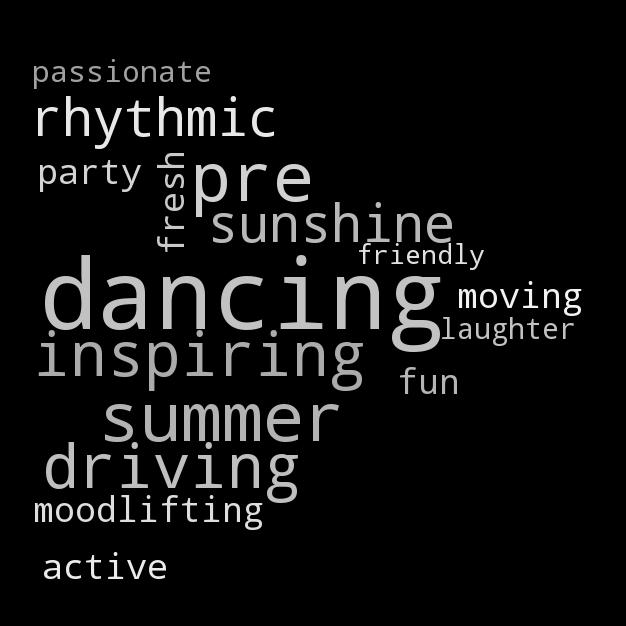 passionate
rhythmic
party
fresh
pre
sunshine
friendly
dancing
moving
laughter
inspiring
fun
summer
driving
moodlifting
active